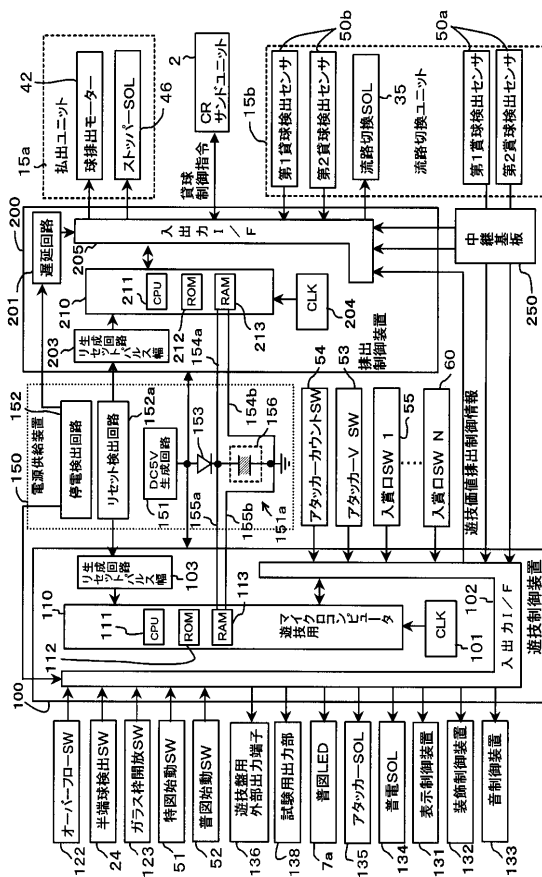 15a
払出ユニット
球排出モーター
42
ストッパーSOL
46
CR
サンドユニット
2
貸球
制御指令
50b
第1貸球検出センサ
第2貸球検出センサ
15b
流路切換SOL
35
流路切換ユニット
50a
第1賞球検出センサ
第2賞球検出センサ
200
201
遅延回路
205
入出力I/F
210
211
CPU
212
ROM
RAM
213
203
リセットパルス幅
生成回路
CLK
204
排出
制御装置
中継
基板
250
154a
154b
150
電源供給装置
152
停電検出回路
リセット検出回路
152a
DC5V
生成回路
151
153
156
155a
155b
151a
アタッカーカウントSW
54
アタッカーV SW
53
入賞口SW 1
55
入賞口SW N
60
遊技価値排出制御情報
100
103
リセットパルス幅
生成回路
110
111
CPU
112
ROM
RAM
113
遊技用
マイクロコンピュータ
CLK
101
102
入出力I/F
遊技制御装置
オーバーフローSW
122
半端球検出SW
24
ガラス枠開放SW
123
特図始動SW
51
普図始動SW
52
遊技盤用
外部出力端子
136
試験用出力部
138
普図LED
7a
アタッカーSOL
135
普電SOL
134
表示制御装置
131
装飾制御装置
132
音制御装置
133